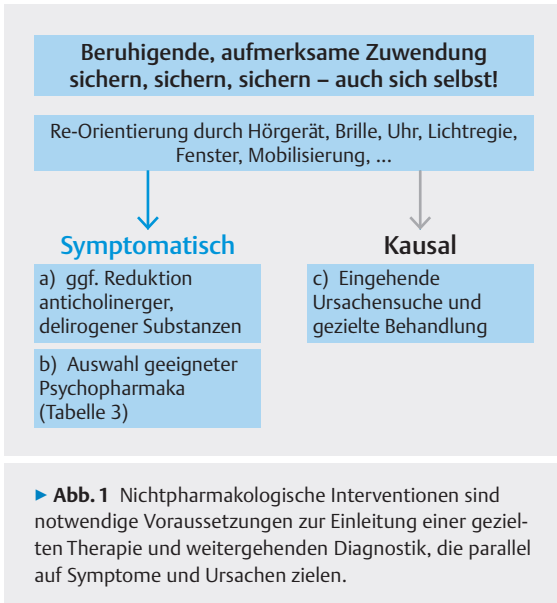 Beruhigende, aufmerksame Zuwendung
sichern, sichern, sichern – auch sich selbst!
Re-Orientierung durch Hörgerät, Brille, Uhr, Lichtregie,
Fenster, Mobilisierung, ...
Symptomatisch
a) ggf. Reduktion
anticholinerger,
delirogener Substanzen
b) Auswahl geeigneter
Psychopharmaka
(Tabelle 3)
Kausal
c) Eingehende
Ursachensuche und
gezielte Behandlung
► Abb. 1 Nichtpharmakologische Interventionen sind
notwendige Voraussetzungen zur Einleitung einer geziel-
ten Therapie und weitergehenden Diagnostik, die parallel
auf Symptome und Ursachen zielen.